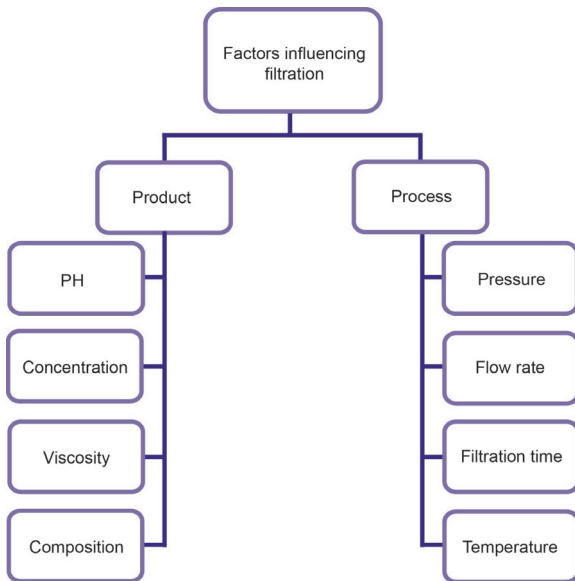 Factors influencing
filtration
Product
Process
PH
Concentration
Viscosity
Composition
Pressure
Flow rate
Filtration time
Temperature